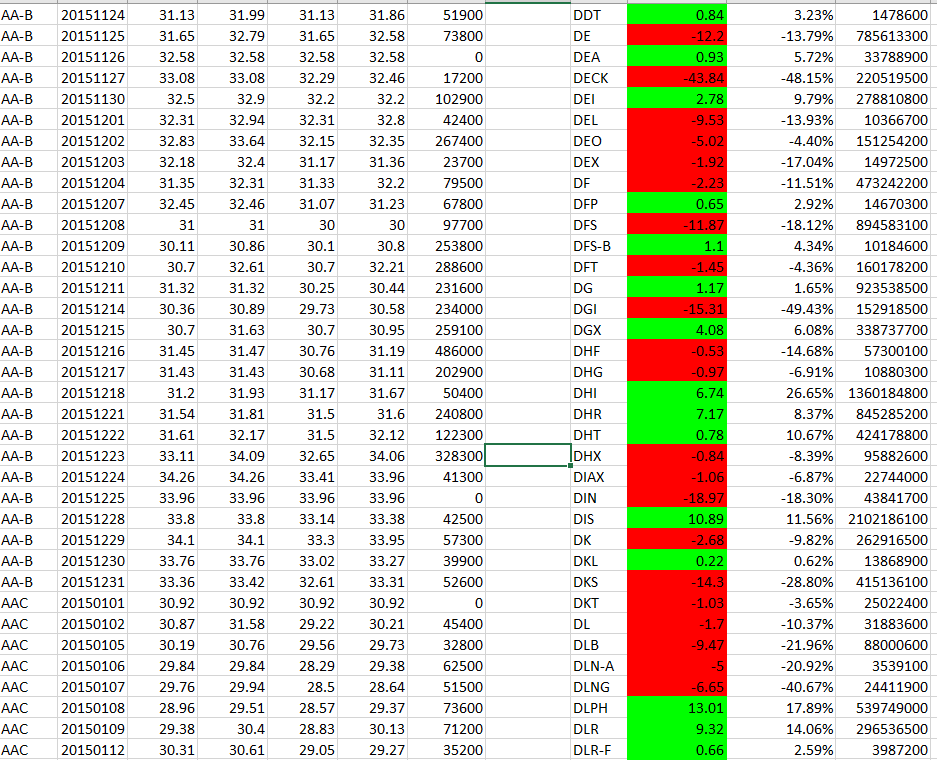 AA-B 20151124 31.13 31.99 31.13 31.86 51900 DDT 0.84 3.23% 1478600
AA-B 20151125 31.65 32.79 31.65 32.58 73800 DE -12.2 -13.79% 785613300
AA-B 20151126 32.58 32.58 32.58 32.58 0 DEA 0.93 5.72% 33788900
AA-B 20151127 33.08 33.08 32.29 32.46 17200 DECK -43.84 -48.15% 220519500
AA-B 20151130 32.5 32.9 32.2 32.2 102900 DEI 2.78 9.79% 278810800
AA-B 20151201 32.31 32.94 32.31 32.8 42400 DEL -9.53 -13.93% 10366700
AA-B 20151202 32.83 33.64 32.15 32.35 267400 DEO -5.02 -4.40% 151254200
AA-B 20151203 32.18 32.4 31.17 31.36 23700 DEX -1.92 -17.04% 14972500
AA-B 20151204 31.35 32.31 31.33 32.2 79500 DF -2.23 -11.51% 473242200
AA-B 20151207 32.45 32.46 31.07 31.23 67800 DFP 0.65 2.92% 14670300
AA-B 20151208 31 31 30 30 97700 DFS -11.87 -18.12% 894583100
AA-B 20151209 30.11 30.86 30.1 30.8 253800 DFS-B 1.1 4.34% 10184600
AA-B 20151210 30.7 32.61 30.7 32.21 288600 DFT -1.45 -4.36% 160178200
AA-B 20151211 31.32 31.32 30.25 30.44 231600 DG 1.17 1.65% 923538500
AA-B 20151214 30.36 30.89 29.73 30.58 234000 DGI -15.31 -49.43% 152918500
AA-B 20151215 30.7 31.63 30.7 30.95 259100 DGX 4.08 6.08% 338737700
AA-B 20151216 31.45 31.47 30.76 31.19 486000 DHF -0.53 -14.68% 57300100
AA-B 20151217 31.43 31.43 30.68 31.11 202900 DHG -0.97 -6.91% 10880300
AA-B 20151218 31.2 31.93 31.17 31.67 50400 DHI 6.74 26.65% 1360184800
AA-B 20151221 31.54 31.81 31.5 31.6 240800 DHR 7.17 8.37% 845285200
AA-B 20151222 31.61 32.17 31.5 32.12 122300 DHT 0.78 10.67% 424178800
AA-B 20151223 33.11 34.09 32.65 34.06 328300 DHX -0.84 -8.39% 95882600
AA-B 20151224 34.26 34.26 33.41 33.96 41300 DIAX -1.06 -6.87% 22744000
AA-B 20151225 33.96 33.96 33.96 33.96 0 DIN -18.97 -18.30% 43841700
AA-B 20151228 33.8 33.8 33.14 33.38 42500 DIS 10.89 11.56% 2102186100
AA-B 20151229 34.1 34.1 33.3 33.95 57300 DK -2.68 -9.82% 262916500
AA-B 20151230 33.76 33.76 33.02 33.27 39900 DKL 0.22 0.62% 13868900
AA-B 20151231 33.36 33.42 32.61 33.31 52600 DKS -14.3 -28.80% 415136100
AAC 20150101 30.92 30.92 30.92 30.92 0 DKT -1.03 -3.65% 25022400
AAC 20150102 30.87 31.58 29.22 30.21 45400 DL -1.7 -10.37% 31883600
AAC 20150105 30.19 30.76 29.56 29.73 32800 DLB -9.47 -21.96% 88000600
AAC 20150106 29.84 29.84 28.29 29.38 62500 DLN-A -5 -20.92% 3539100
AAC 20150107 29.76 29.94 28.5 28.64 51500 DLNG -6.65 -40.67% 24411900
AAC 20150108 28.96 29.51 28.57 29.37 73600 DLPH 13.01 17.89% 539749000
AAC 20150109 29.38 30.4 28.83 30.13 71200 DLR 9.32 14.06% 296536500
AAC 20150112 30.31 30.61 29.05 29.27 35200 DLR-F 0.66 2.59% 3987200